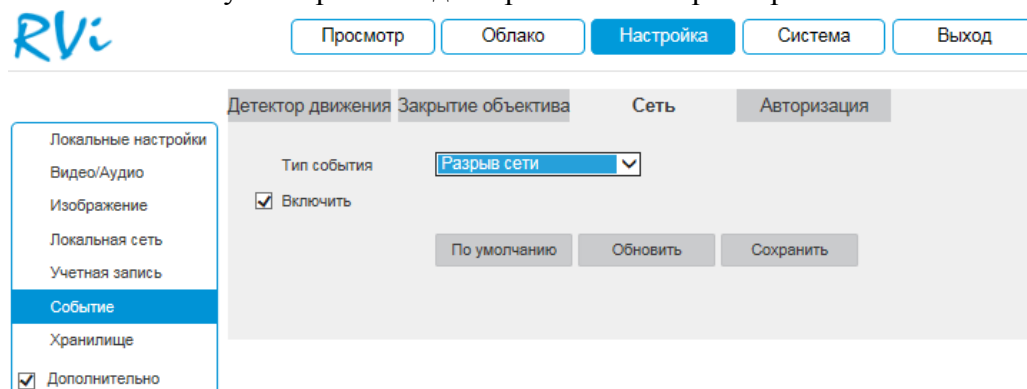 RVi
Просмотр Облако Настройка Система Выход
Детектор движения Закрытие объектива Сеть Авторизация
Локальные настройки
Видео/Аудио
Изображение
Локальная сеть
Учетная запись
Событие
Хранилище
Дополнительно
Тип события Разрыв сети
Включить
По умолчанию Обновить Сохранить